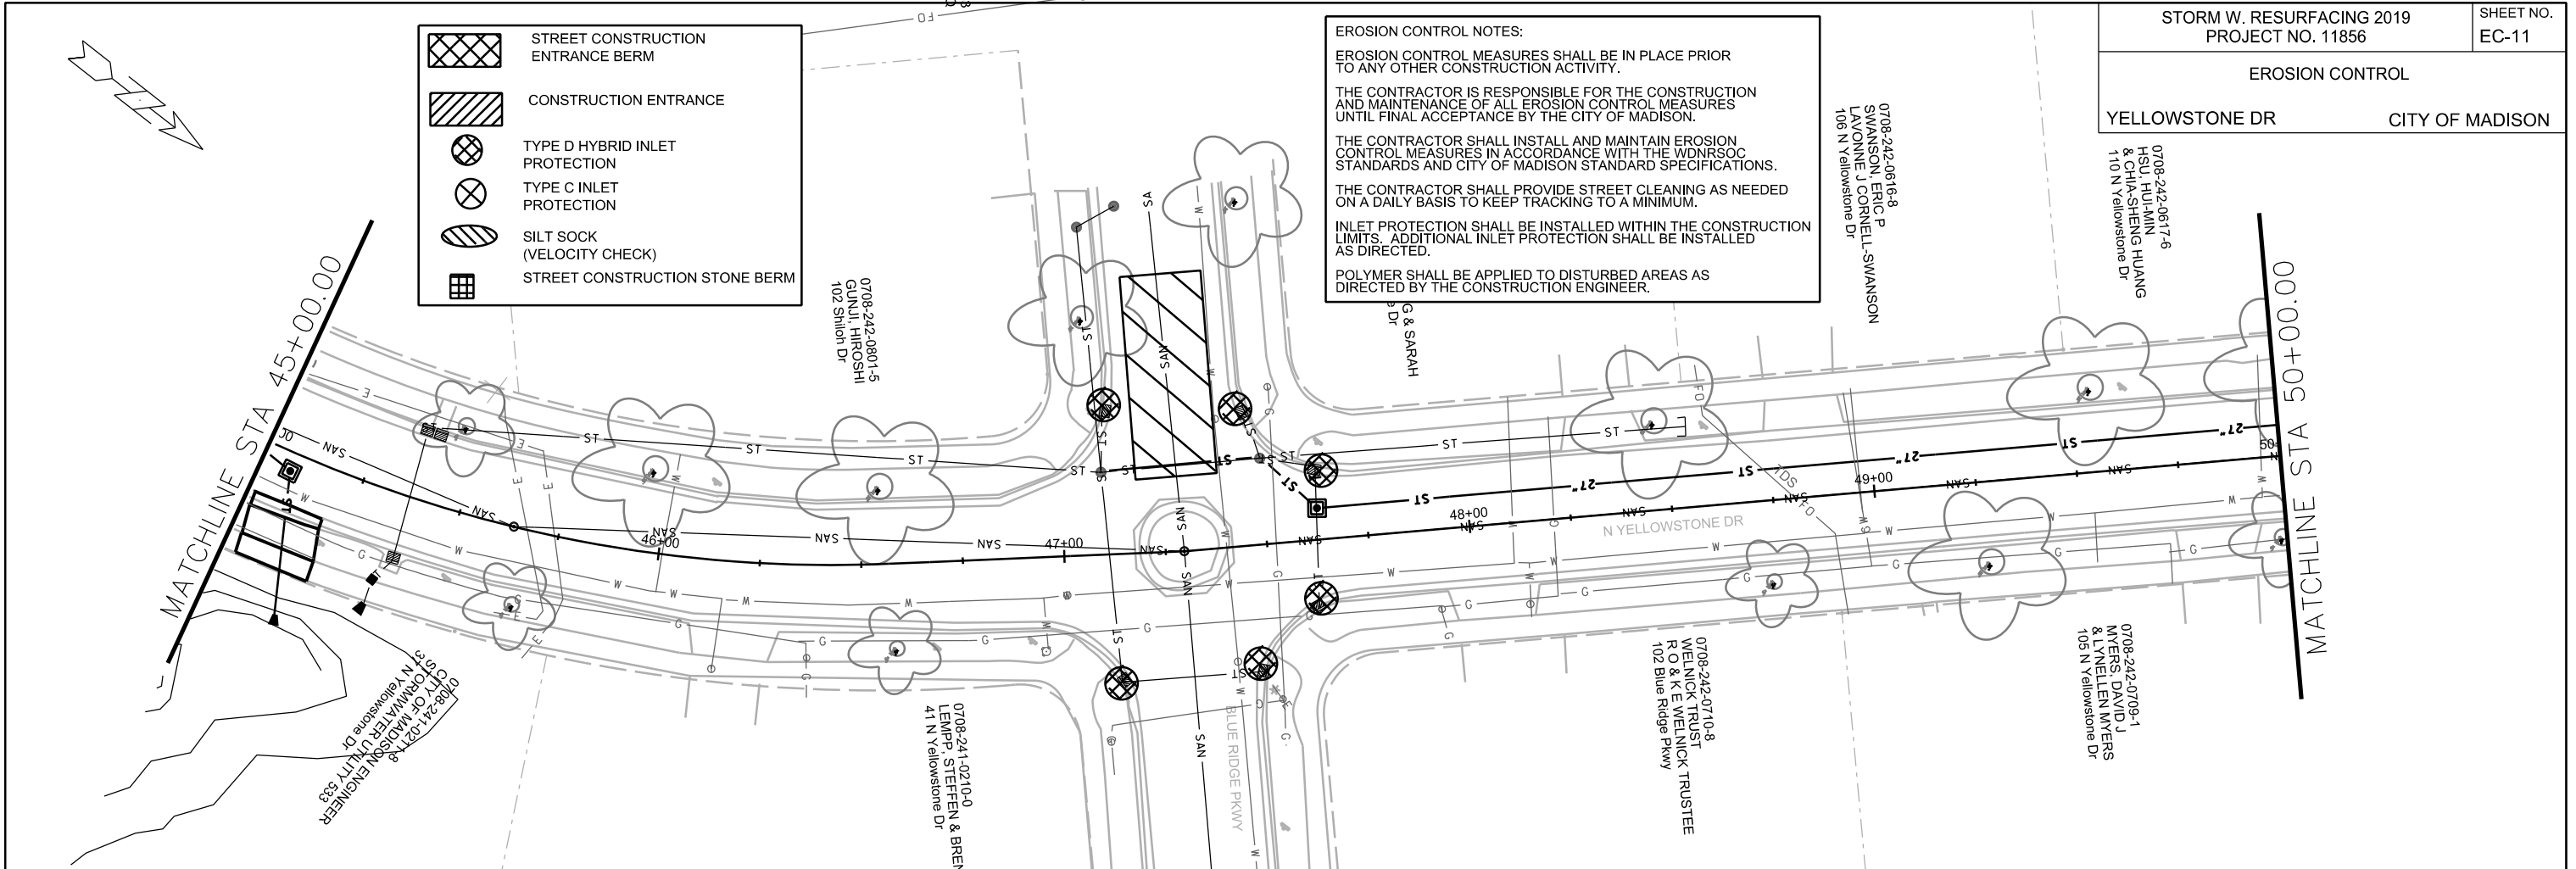 STORM W. RESURFACING 2019
PROJECT NO. 11856
SHEET NO.
EC-11
EROSION CONTROL
YELLOWSTONE DR
CITY OF MADISON
STREET CONSTRUCTION
ENTRANCE BERM
CONSTRUCTION ENTRANCE
TYPE D HYBRID INLET
PROTECTION
TYPE C INLET
PROTECTION
SILT SOCK
(VELOCITY CHECK)
STREET CONSTRUCTION STONE BERM
EROSION CONTROL NOTES:
EROSION CONTROL MEASURES SHALL BE IN PLACE PRIOR
TO ANY OTHER CONSTRUCTION ACTIVITY.
THE CONTRACTOR IS RESPONSIBLE FOR THE CONSTRUCTION
AND MAINTENANCE OF ALL EROSION CONTROL MEASURES
UNTIL FINAL ACCEPTANCE BY THE CITY OF MADISON.
THE CONTRACTOR SHALL INSTALL AND MAINTAIN EROSION
CONTROL MEASURES IN ACCORDANCE WITH THE WDNRSOC
STANDARDS AND CITY OF MADISON STANDARD SPECIFICATIONS.
THE CONTRACTOR SHALL PROVIDE STREET CLEANING AS NEEDED
ON A DAILY BASIS TO KEEP TRACKING TO A MINIMUM.
INLET PROTECTION SHALL BE INSTALLED WITHIN THE CONSTRUCTION
LIMITS. ADDITIONAL INLET PROTECTION SHALL BE INSTALLED
AS DIRECTED.
POLYMER SHALL BE APPLIED TO DISTURBED AREAS AS
DIRECTED BY THE CONSTRUCTION ENGINEER.
MATCHLINE STA 45+00.00
0708-242-0801-5
GUNJI, HIROSHI
102 Shiloh Dr
G & SARAH
e Dr
0708-242-0616-8
SWANSON, ERIC P
LAVONNE J CORNELL-SWANSON
106 N Yellowstone Dr
0708-242-0617-6
HSU, HUI-MIN
& CHIA-SHENG HUANG
110 N Yellowstone Dr
MATCHLINE STA 50+00.00
46+00
47+00
48+00
49+00
50
27"
27"
27"
N YELLOWSTONE DR
BLUE RIDGE PKWY
TDS
FO
0708-241-0211-8
CITY OF MADISON ENGINEER
STORMWATER UTILITY 533
37 N Yellowstone Dr
0708-241-0210-0
LEMPP, STEFFEN & BREN
41 N Yellowstone Dr
0708-242-0710-8
WELNICK TRUST
R O & K E WELNICK TRUSTEE
102 Blue Ridge Pkwy
0708-242-0709-1
MYERS, DAVID J
& LYNELLEN MYERS
105 N Yellowstone Dr